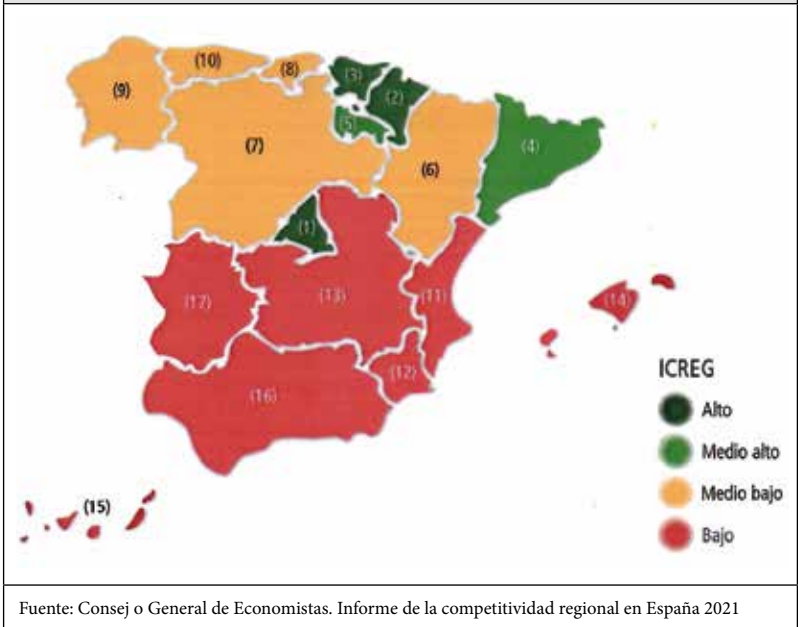 (10)
(8)
(3)
(9)
(2)
(5)
(7)
(4)
(6)
(1)
(17)
(13)
(11)
(14)
(12)
(16)
(15)
ICREG
Alto
Medio alto
Medio bajo
Bajo
Fuente: Consej o General de Economistas. Informe de la competitividad regional en España 2021